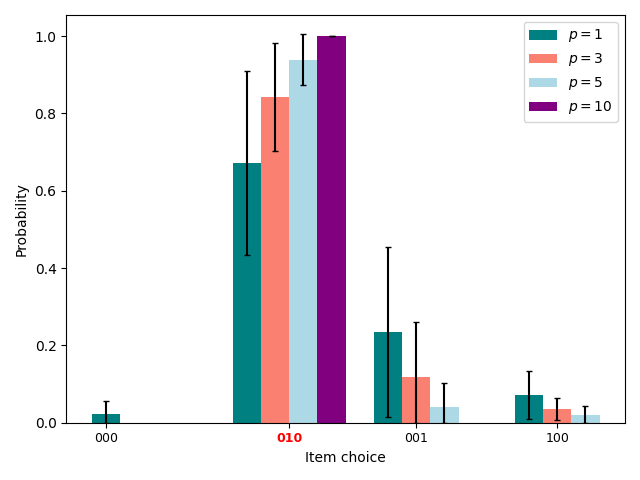 p = 1
p = 3
p = 5
p = 10
Probability
1.0
0.8
0.6
0.4
0.2
0.0
000
010
001
100
Item choice